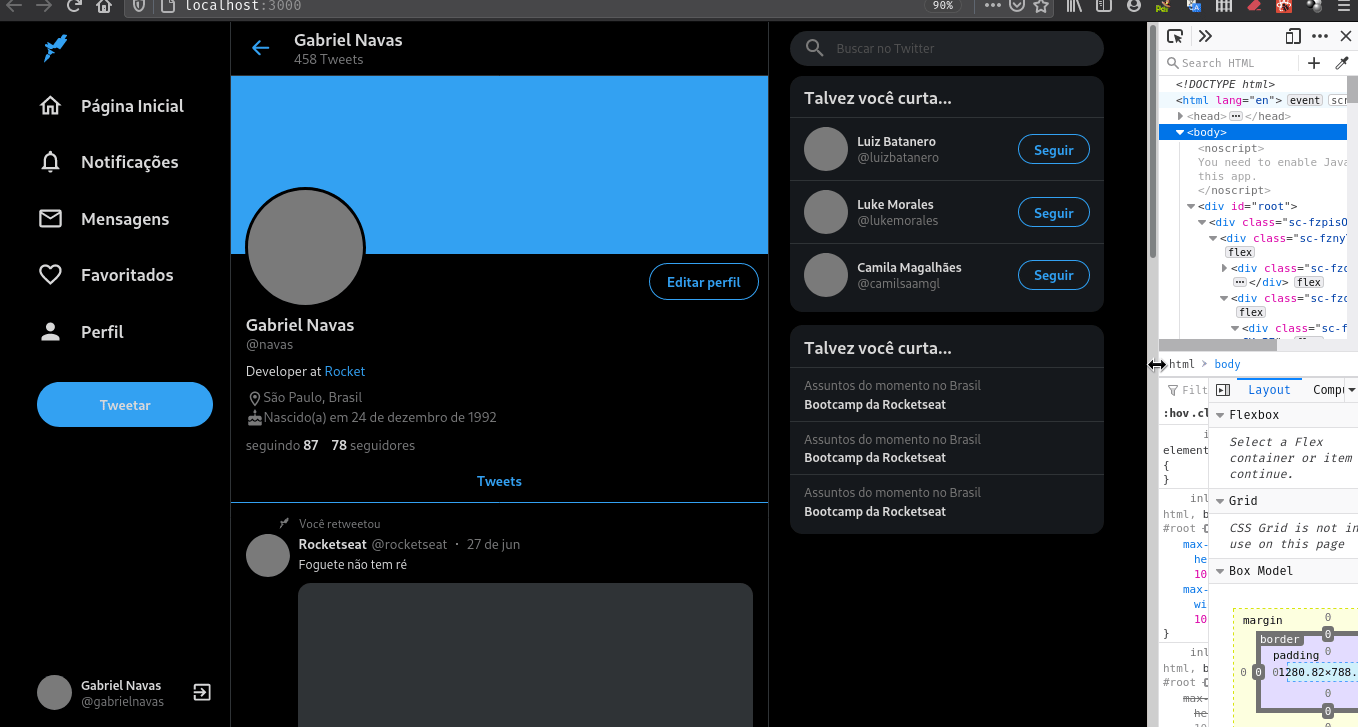 localhost:3000
90%
Gabriel Navas
458 Tweets
Buscar no Twitter
Página Inicial
Notificações
Mensagens
Favoritados
Perfil
Tweetar
Gabriel Navas
@gabrielnavas
Editar perfil
Gabriel Navas
@navas
Developer at Rocket
São Paulo, Brasil
Nascido(a) em 24 de dezembro de 1992
seguindo 87 78 seguidores
Tweets
Você retweetou
Rocketseat @rocketseat · 27 de jun
Foguete não tem ré
Talvez você curta...
Luiz Batanero
@luizbatanero
Seguir
Luke Morales
@lukemorales
Seguir
Camila Magalhães
@camilsaamgl
Seguir
Talvez você curta...
Assuntos do momento no Brasil
Bootcamp da Rocketseat
Assuntos do momento no Brasil
Bootcamp da Rocketseat
Assuntos do momento no Brasil
Bootcamp da Rocketseat
Search HTML
<!DOCTYPE html>
<html lang="en"> event scr
<head> ••• </head>
<body>
<noscript>
You need to enable Java
this app.
</noscript>
<div id="root">
<div class="sc-fzpisO
<div class="sc-fzny
flex
<div class="sc-fzo
••• </div> flex
<div class="sc-fzo
flex
<div class="sc-f
html > body
Filt
Layout
Compu
:hov .cl
element
{
}
inl
html, b
#root
max-
he
10
max-
wi
10
}
inl
html, b
#root
max-
he
Flexbox
Select a Flex
container or item
continue.
Grid
CSS Grid is not in
use on this page
Box Model
margin
0
border
0
padding
0
0
0
0
1280.82×788.
0
0